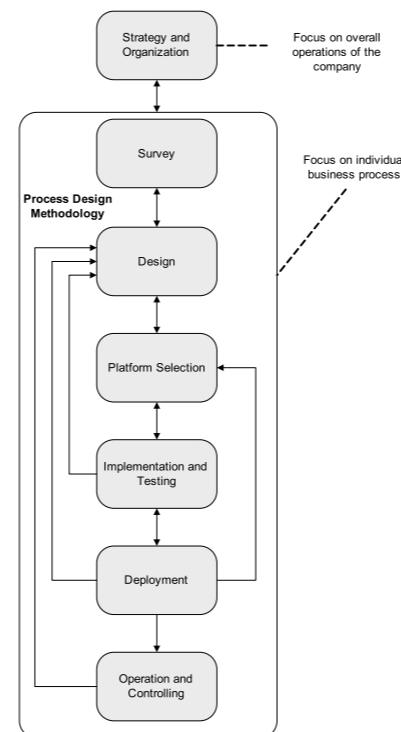 Strategy and
Organization
Focus on overall
operations of the
company
Survey
Focus on individual
business process
Process Design
Methodology
Design
Platform Selection
Implementation and
Testing
Deployment
Operation and
Controlling